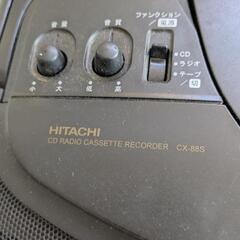 音量
音質
ファンクション
電源
• CD
• ラジオ
• テープ/切
小 大 低 高
HITACHI
CD RADIO CASSETTE RECORDER CX-88S